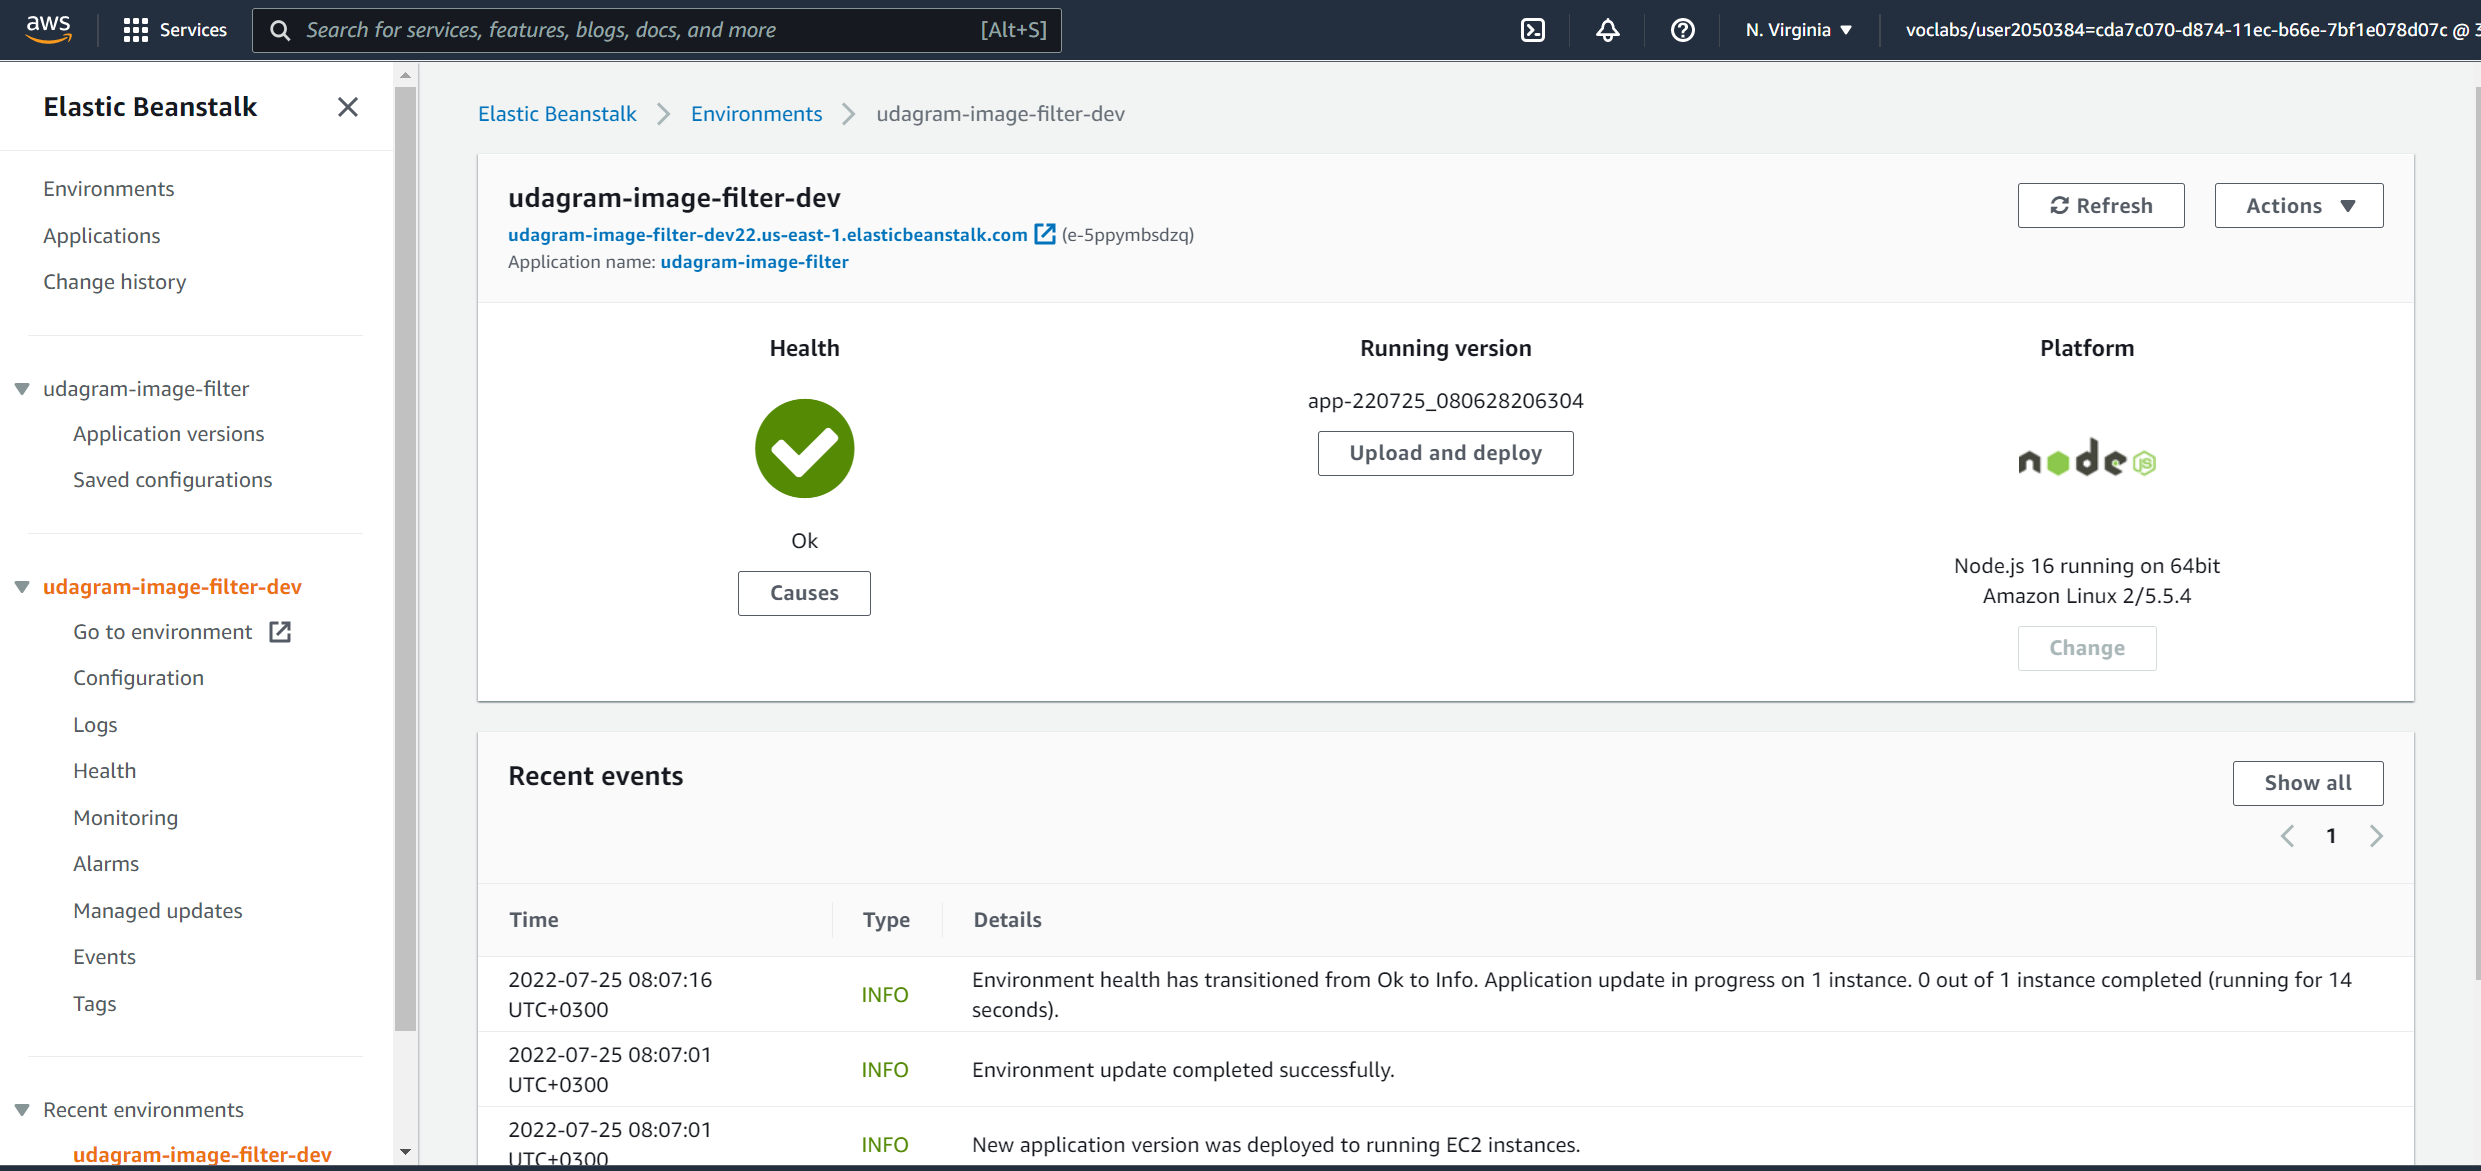 aws
Services
Search for services, features, blogs, docs, and more
[Alt+S]
N. Virginia
voclabs/user2050384=cda7c070-d874-11ec-b66e-7bf1e078d07c @ 3
Elastic Beanstalk
Environments
Applications
Change history
udagram-image-filter
Application versions
Saved configurations
udagram-image-filter-dev
Go to environment
Configuration
Logs
Health
Monitoring
Alarms
Managed updates
Events
Tags
Recent environments
udagram-image-filter-dev
Elastic Beanstalk
Environments
udagram-image-filter-dev
udagram-image-filter-dev
udagram-image-filter-dev22.us-east-1.elasticbeanstalk.com (e-5ppymbsdzq)
Application name: udagram-image-filter
Refresh
Actions
Health
Ok
Causes
Running version
app-220725_080628206304
Upload and deploy
Platform
node JS
Node.js 16 running on 64bit
Amazon Linux 2/5.5.4
Change
Recent events
Show all
1
Time
Type
Details
2022-07-25 08:07:16
UTC+0300
INFO
Environment health has transitioned from Ok to Info. Application update in progress on 1 instance. 0 out of 1 instance completed (running for 14
seconds).
2022-07-25 08:07:01
UTC+0300
INFO
Environment update completed successfully.
2022-07-25 08:07:01
UTC+0300
INFO
New application version was deployed to running EC2 instances.